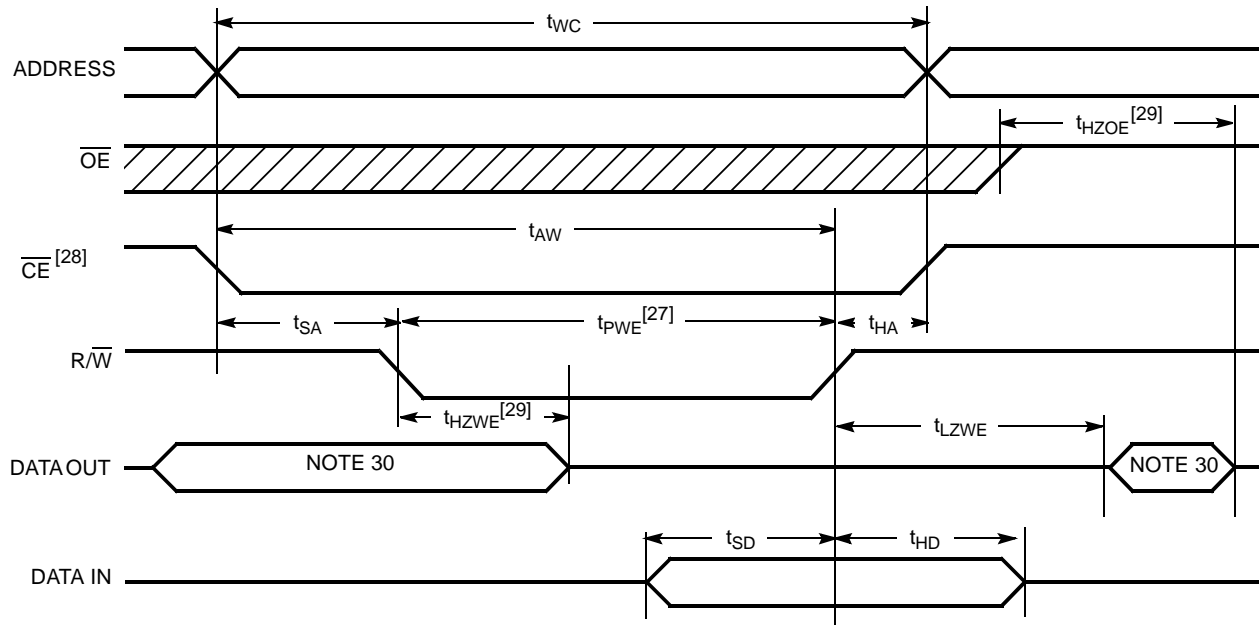 tWC
ADDRESS
tHZOE[29]
OE
tAW
CE [28]
tSA
tPWE[27]
tHA
R/W
tHZWE[29]
tLZWE
DATA OUT
NOTE 30
NOTE 30
tSD
tHD
DATA IN